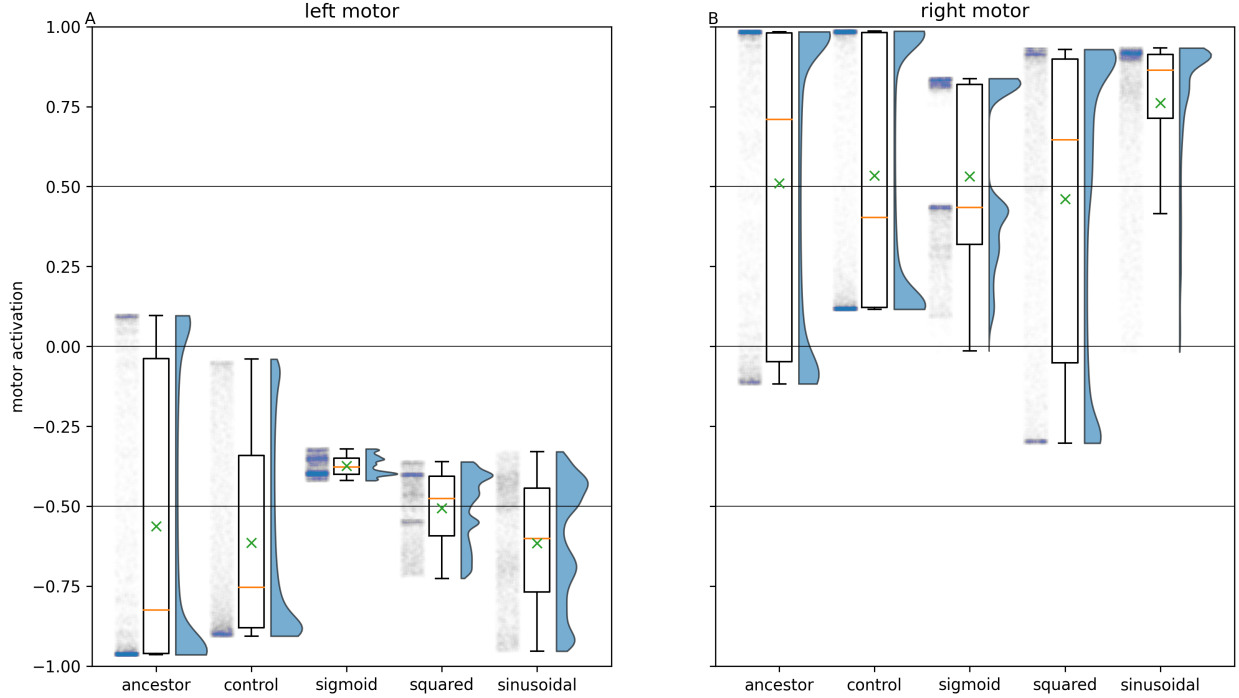 A
left motor
B
right motor
motor activation
1.00
0.75
0.50
0.25
0.00
−0.25
−0.50
−0.75
−1.00
ancestor control sigmoid squared sinusoidal
ancestor control sigmoid squared sinusoidal